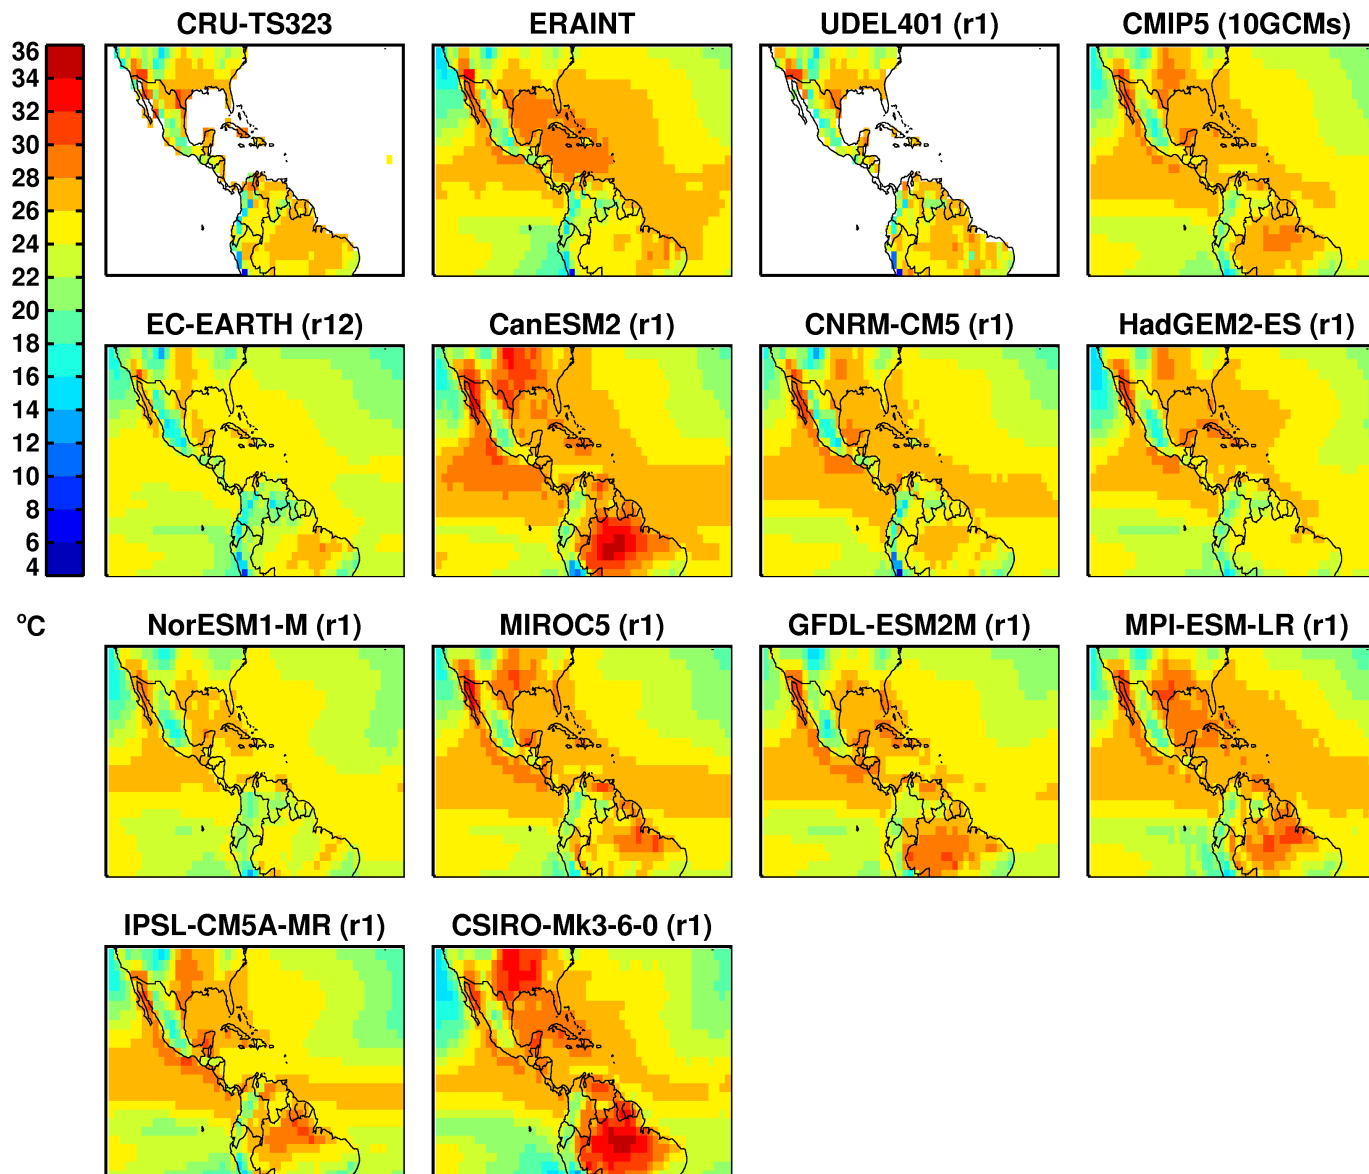 CRU-TS323
ERAINT
UDEL401 (r1)
CMIP5 (10GCMs)
36
34
32
30
28
26
24
22
20
18
16
14
12
10
8
6
4
ºC
EC-EARTH (r12)
CanESM2 (r1)
CNRM-CM5 (r1)
HadGEM2-ES (r1)
NorESM1-M (r1)
MIROC5 (r1)
GFDL-ESM2M (r1)
MPI-ESM-LR (r1)
IPSL-CM5A-MR (r1)
CSIRO-Mk3-6-0 (r1)